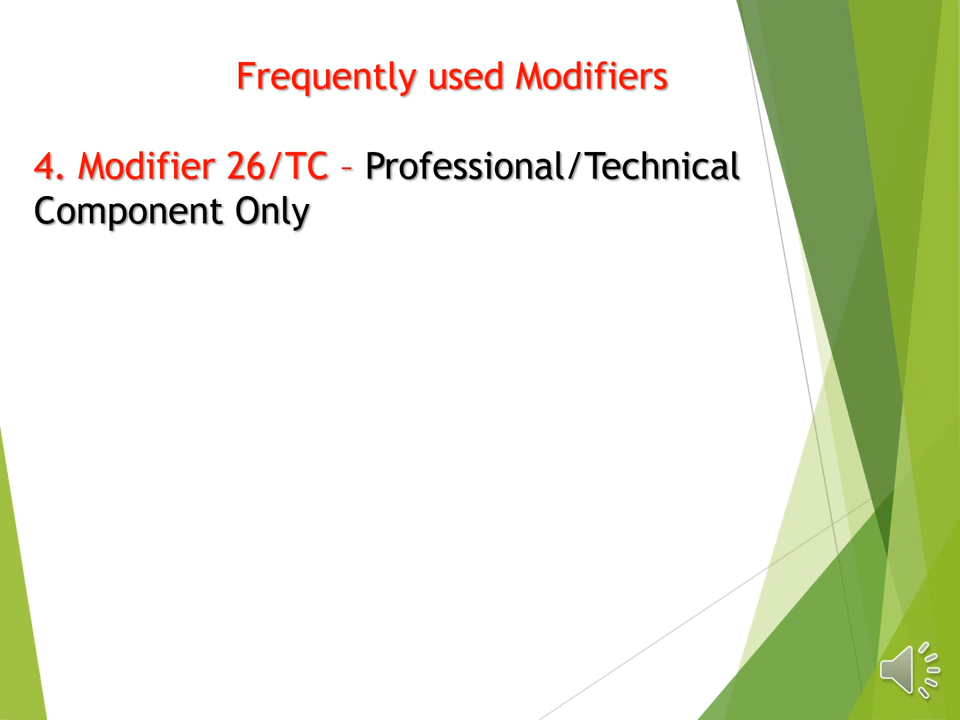 Frequently used Modifiers
4. Modifier 26/TC – Professional/Technical
Component Only